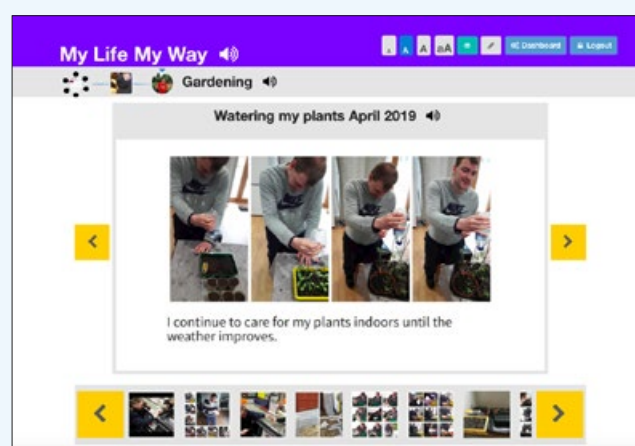 My Life My Way
A A A aA Dashboard Logout
Gardening
Watering my plants April 2019
I continue to care for my plants indoors until the
weather improves.